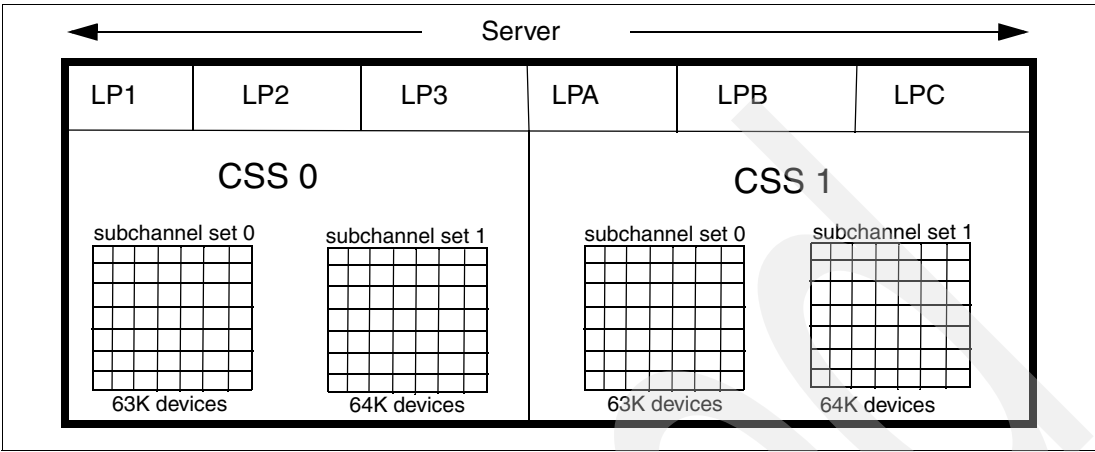 Server
LP1 LP2 LP3 LPA LPB LPC
CSS 0 CSS 1
subchannel set 0 subchannel set 1 subchannel set 0 subchannel set 1
63K devices 64K devices 63K devices 64K devices